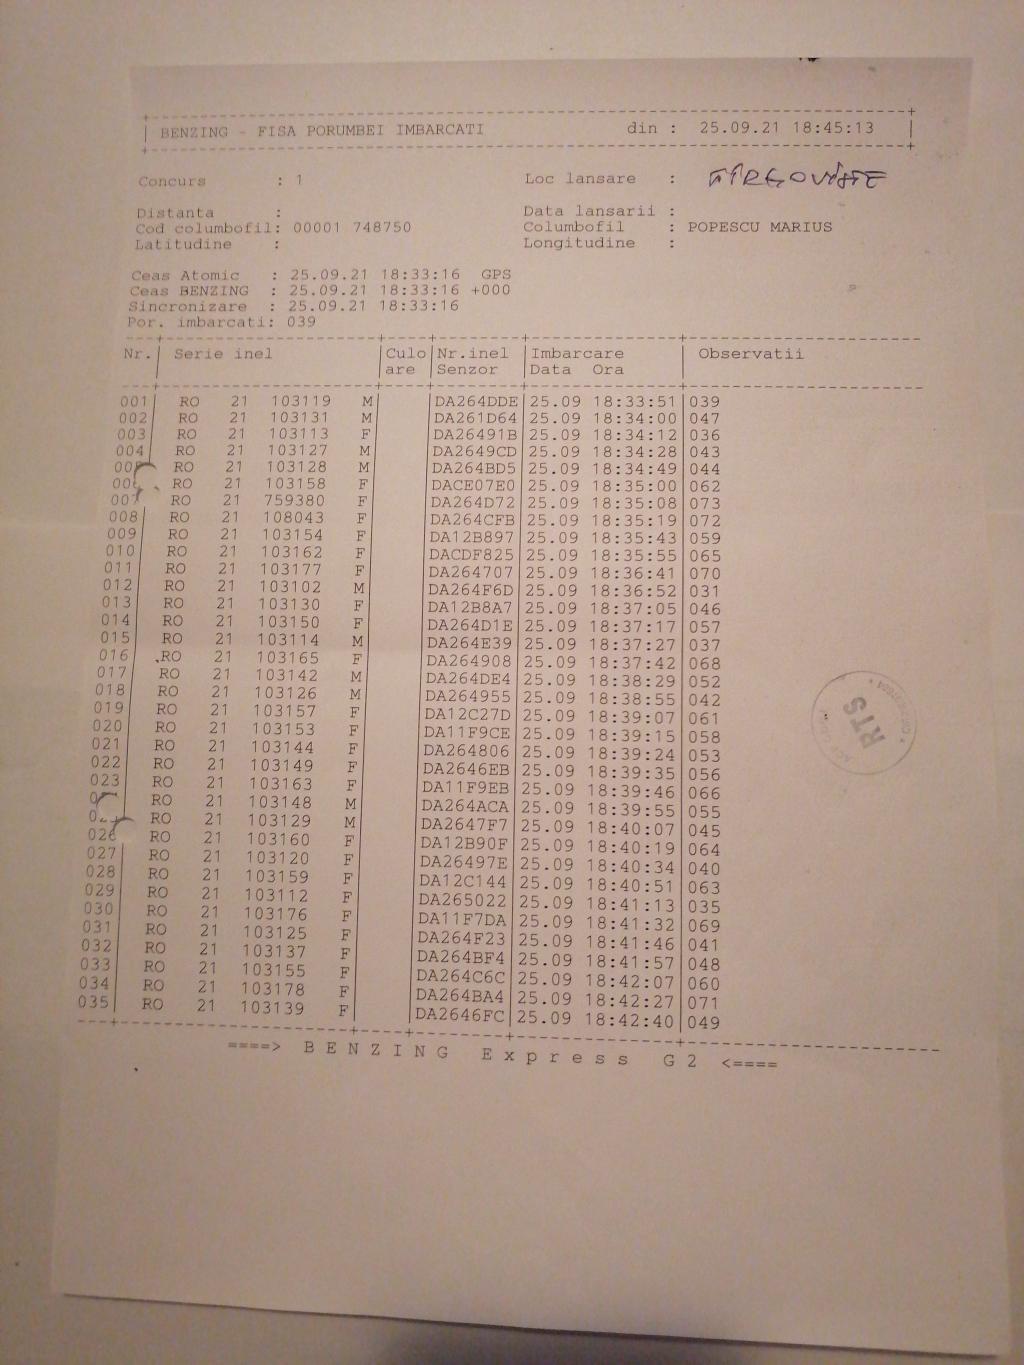 BENZING - FISA PORUMBEI IMBARCATI din : 25.09.21 18:45:13
Concurs : 1 Loc lansare :
Distanta : Data lansarii :
Cod columbofil: 00001 748750 Columbofil : POPESCU MARIUS
Latitudine : Longitudine :
Ceas Atomic : 25.09.21 18:33:16 GPS
Ceas BENZING : 25.09.21 18:33:16 +000
Sincronizare : 25.09.21 18:33:16
Por. imbarcati: 039
Nr. Serie inel Culo Nr.inel Imbarcare Observatii
are Senzor Data Ora
001 RO 21 103119 M DA264DDE 25.09 18:33:51 039
002 RO 21 103131 M DA261D64 25.09 18:34:00 047
003 RO 21 103113 F DA26491B 25.09 18:34:12 036
004 RO 21 103127 M DA2649CD 25.09 18:34:28 043
RO 21 103128 M DA264BD5 25.09 18:34:49 044
RO 21 103158 F DACE07E0 25.09 18:35:00 062
007 RO 21 759380 F DA264D72 25.09 18:35:08 073
008 RO 21 108043 F DA264CFB 25.09 18:35:19 072
009 RO 21 103154 F DA12B897 25.09 18:35:43 059
010 RO 21 103162 F DACDF825 25.09 18:35:55 065
011 RO 21 103177 F DA264707 25.09 18:36:41 070
012 RO 21 103102 M DA264F6D 25.09 18:36:52 031
013 RO 21 103130 F DA12B8A7 25.09 18:37:05 046
014 RO 21 103150 F DA264D1E 25.09 18:37:17 057
015 RO 21 103114 M DA264E39 25.09 18:37:27 037
016 RO 21 103165 F DA264908 25.09 18:37:42 068
017 RO 21 103142 M DA264DE4 25.09 18:38:29 052
018 RO 21 103126 M DA264955 25.09 18:38:55 042
019 RO 21 103157 F DA12C27D 25.09 18:39:07 061
020 RO 21 103153 F DA11F9CE 25.09 18:39:15 058
021 RO 21 103144 F DA264806 25.09 18:39:24 053
022 RO 21 103149 F DA2646EB 25.09 18:39:35 056
023 RO 21 103163 F DA11F9EB 25.09 18:39:46 066
RO 21 103148 M DA264ACA 25.09 18:39:55 055
RO 21 103129 M DA2647F7 25.09 18:40:07 045
026 RO 21 103160 F DA12B90F 25.09 18:40:19 064
027 RO 21 103120 F DA26497E 25.09 18:40:34 040
028 RO 21 103159 F DA12C144 25.09 18:40:51 063
029 RO 21 103112 F DA265022 25.09 18:41:13 035
030 RO 21 103176 F DA11F7DA 25.09 18:41:32 069
031 RO 21 103125 F DA264F23 25.09 18:41:46 041
032 RO 21 103137 F DA264BF4 25.09 18:41:57 048
033 RO 21 103155 F DA264C6C 25.09 18:42:07 060
034 RO 21 103178 F DA264BA4 25.09 18:42:27 071
035 RO 21 103139 F DA2646FC 25.09 18:42:40 049
====> BENZING Express G2 <====
RTS